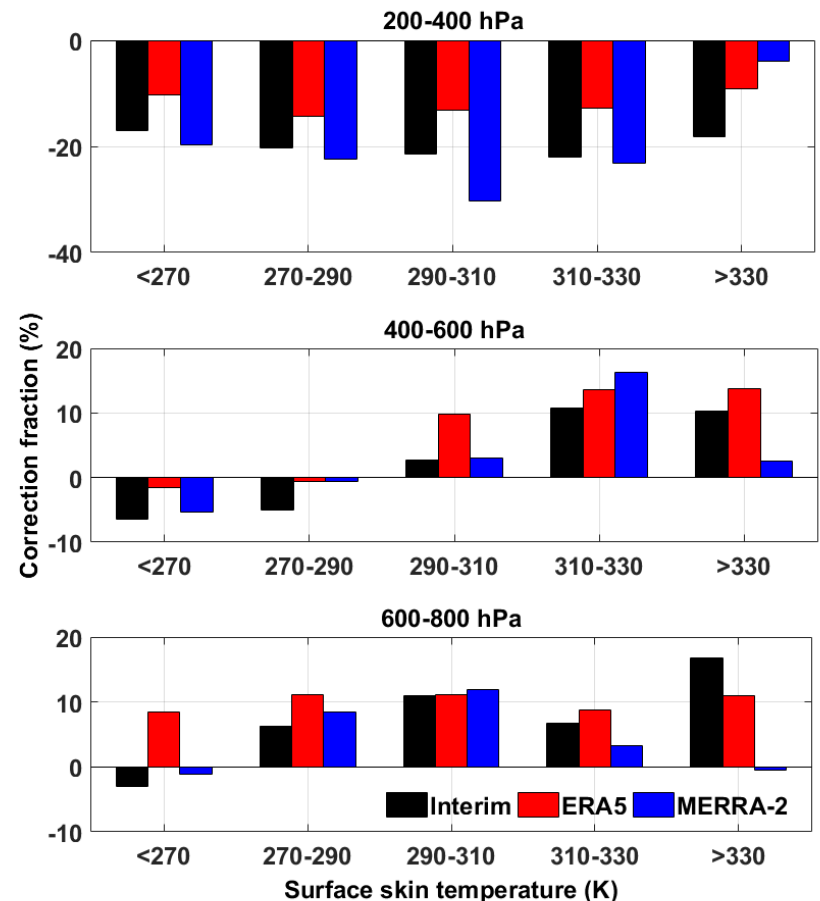 200-400 hPa
0
-20
-40
<270 270-290 290-310 310-330 >330
400-600 hPa
20
10
0
-10
<270 270-290 290-310 310-330 >330
Correction fraction (%)
600-800 hPa
20
10
0
-10
Interim ERA5 MERRA-2
<270 270-290 290-310 310-330 >330
Surface skin temperature (K)